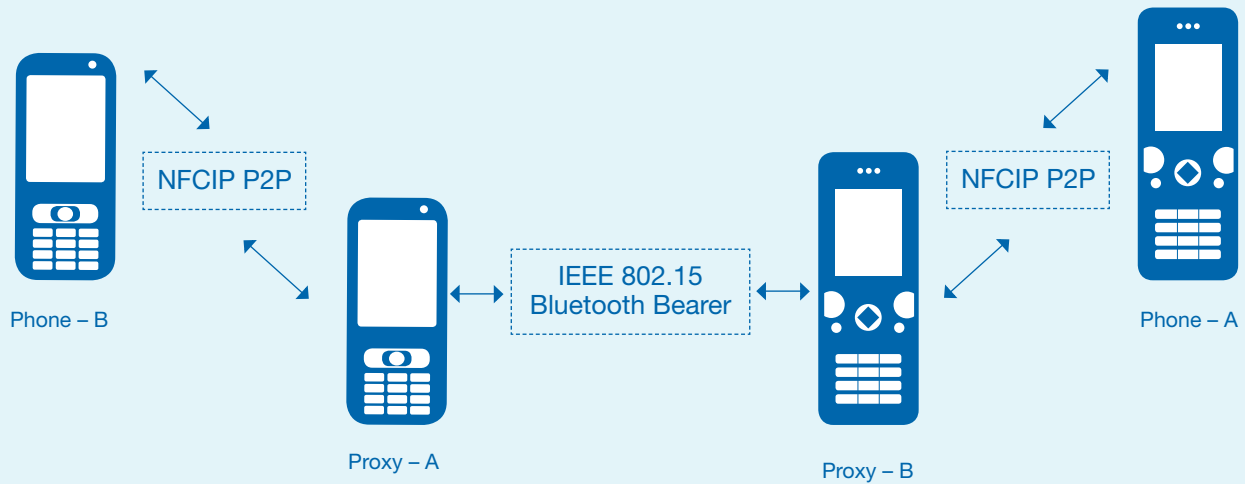 NFCIP P2P
NFCIP P2P
IEEE 802.15
Bluetooth Bearer
Phone – B
Phone – A
Proxy – A
Proxy – B